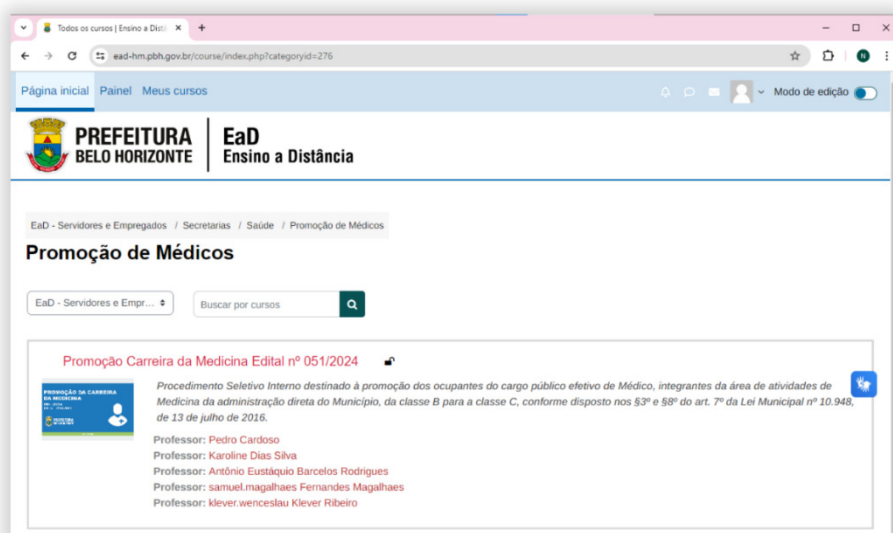 Todos os cursos | Ensino a Distâ
ead-hm.pbh.gov.br/course/index.php?categoryid=276
N
Página inicial Painel Meus cursos
Modo de edição
PREFEITURA
BELO HORIZONTE
EaD
Ensino a Distância
EaD - Servidores e Empregados / Secretarias / Saúde / Promoção de Médicos
Promoção de Médicos
EaD - Servidores e Empr...
Buscar por cursos
Promoção Carreira da Medicina Edital nº 051/2024
PROMOÇÃO DA CARREIRA
DA MEDICINA
PREFEITURA
BELO HORIZONTE
Procedimento Seletivo Interno destinado à promoção dos ocupantes do cargo público efetivo de Médico, integrantes da área de atividades de
Medicina da administração direta do Município, da classe B para a classe C, conforme disposto nos §3º e §8º do art. 7º da Lei Municipal nº 10.948,
de 13 de julho de 2016.
Professor: Pedro Cardoso
Professor: Karoline Dias Silva
Professor: Antônio Eustáquio Barcelos Rodrigues
Professor: samuel.magalhaes Fernandes Magalhaes
Professor: klever.wenceslau Klever Ribeiro